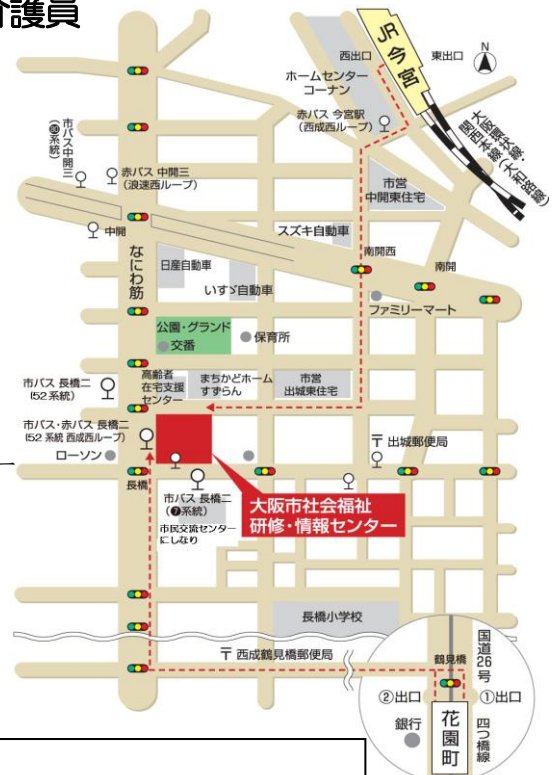 介護員
JR今宮
西出口
東出口
N
ホームセンター
コーナン
赤バス 今宮駅
(西成西ループ)
大阪環状線・
関西本線(大和路線)
市バス中開三
赤バス 中開三
(浪速西ループ)
市営
中開東住宅
中開
なにわ筋
スズキ自動車
南開西
南開
日産自動車
いすゞ自動車
ファミリーマート
公園・グランド
交番
保育所
市バス 長橋二
(52系統)
高齢者
在宅支援
センター
まちかどホーム
すずらん
市営
出城東住宅
市バス・赤バス 長橋二
(52系統 西成西ループ)
〒出城郵便局
ローソン
長橋
市バス 長橋二
(❼系統)
市民交流センター
にしなり
大阪市社会福祉
研修・情報センター
長橋小学校
〒西成鶴見橋郵便局
鶴見橋
国道26号
②出口
①出口
銀行
花園町
四つ橋線